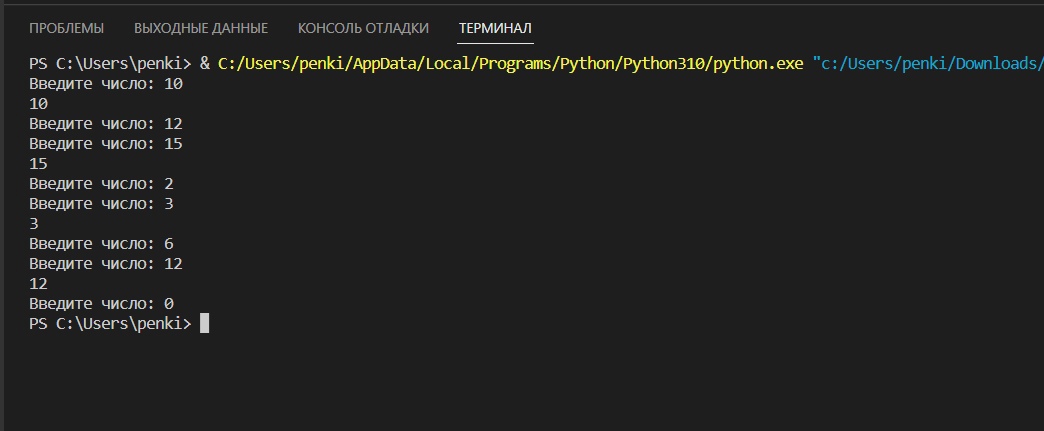 ПРОБЛЕМЫ ВЫХОДНЫЕ ДАННЫЕ КОНСОЛЬ ОТЛАДКИ ТЕРМИНАЛ
PS C:\Users\penki> & C:/Users/penki/AppData/Local/Programs/Python/Python310/python.exe "c:/Users/penki/Downloads/
Введите число: 10
10
Введите число: 12
Введите число: 15
15
Введите число: 2
Введите число: 3
3
Введите число: 6
Введите число: 12
12
Введите число: 0
PS C:\Users\penki>